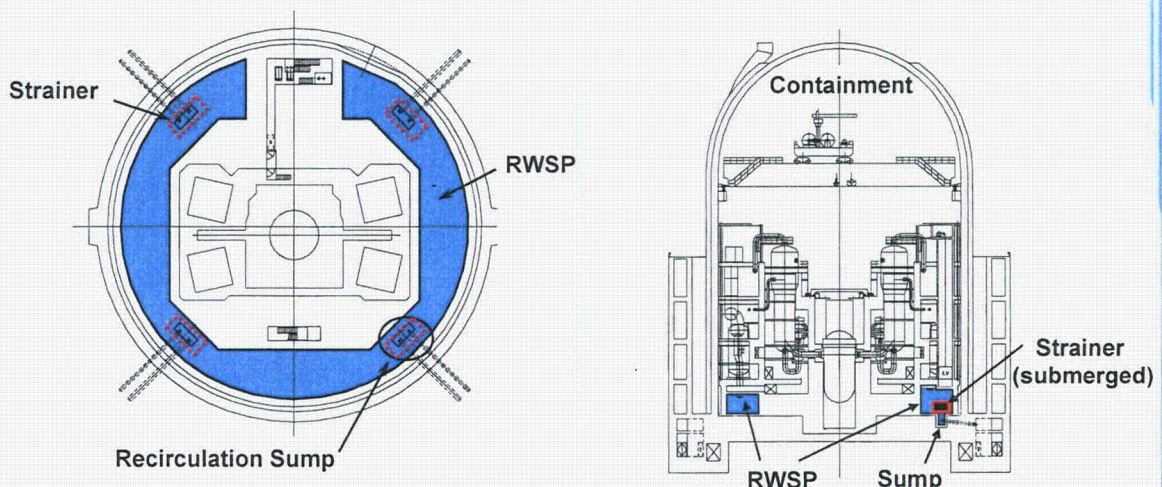 Strainer
RWSP
Recirculation Sump
Containment
Strainer
(submerged)
RWSP
Sump